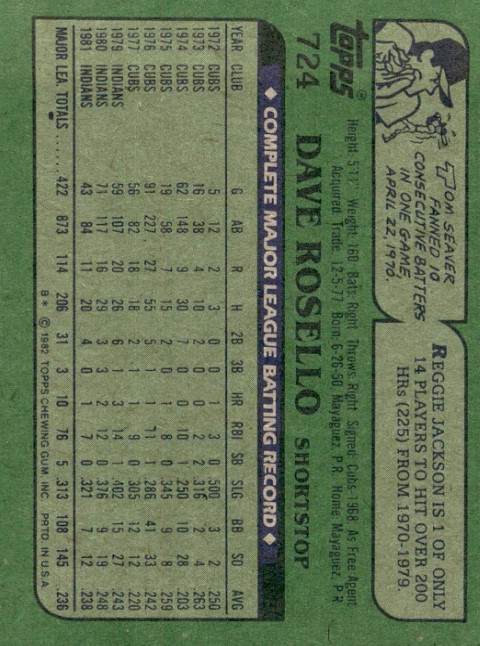 TOM SEAVER
FANNED 10
CONSECUTIVE BATTERS
IN ONE GAME,
APRIL 22, 1970.
REGGIE JACKSON IS 1 OF ONLY
14 PLAYERS TO HIT OVER 200
HRs (225) FROM 1970-1979.
topps®
724 DAVE ROSELLO SHORTSTOP
Height: 5'11" Weight: 160 Bats: Right Throws: Right Signed: Cubs-1968 As Free Agent
Acquired: Trade, 12-5-77 Born: 6-26-50 Mayaguez, P.R. Home: Mayaguez, P.R.
◆ COMPLETE MAJOR LEAGUE BATTING RECORD ◆
YEAR CLUB G AB R H 2B 3B HR RBI SB SLG BB SO AVG
1972 CUBS 5 12 2 3 0 0 1 3 0 .500 3 2 .250
1973 CUBS 16 38 4 10 2 0 0 2 2 .316 2 4 .263
1974 CUBS 62 148 9 30 7 0 0 10 1 .250 10 28 .203
1975 CUBS 19 58 7 15 2 0 1 8 0 .345 9 8 .259
1976 CUBS 91 227 27 55 5 1 1 11 1 .286 41 33 .242
1977 CUBS 56 82 18 18 2 1 1 9 0 .305 12 12 .220
1979 INDIANS 59 107 20 26 6 1 3 14 1 .402 15 27 .243
1980 INDIANS 71 117 16 29 3 0 2 12 0 9 19 .248
1981 INDIANS 43 84 11 20 4 0 1 7 0 .321 7 12 .238
MAJOR LEA. TOTALS ...... 422 873 114 206 31 3 10 76 5 .313 108 145 .236
B* © 1982 TOPPS CHEWING GUM, INC. PRTD. IN U.S.A.